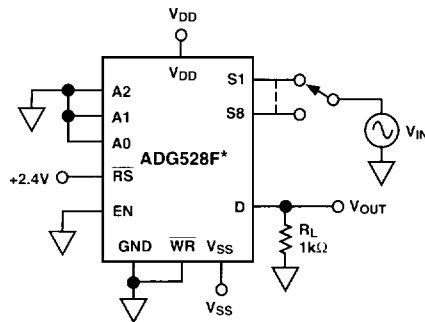 VDD
VDD
A2
A1
A0
ADG528F*
RS
+2.4V
EN
GND
WR
VSS
VSS
S1
S8
VIN
D
VOUT
RL
1kΩ